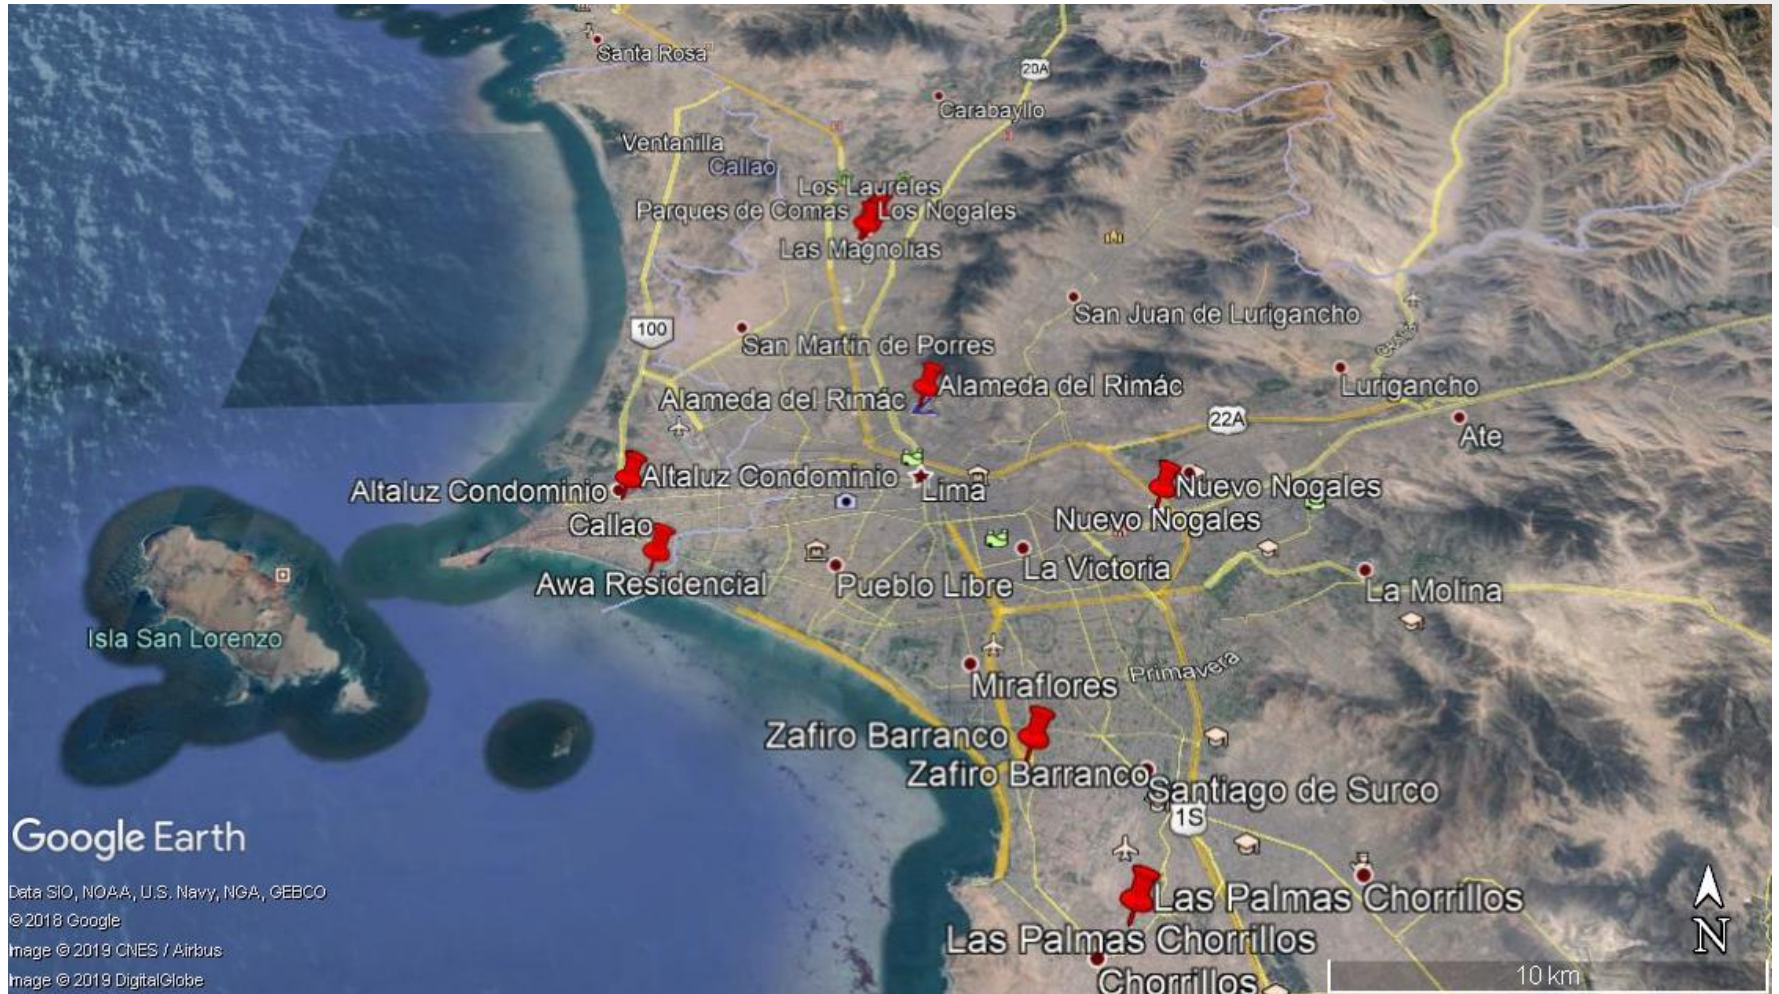 Santa Rosa
20A
Carabayllo
Ventanilla
Callao
Los Laureles
Parques de Comas
Los Nogales
Las Magnolias
San Juan de Lurigancho
100
San Martin de Porres
Alameda del Rimác
Alameda del Rimác
Lurigancho
22A
Ate
Altaluz Condominio
Altaluz Condominio
Lima
Nuevo Nogales
Nuevo Nogales
Callao
La Victoria
Awa Residencial
Pueblo Libre
La Molina
Isla San Lorenzo
Primavera
Miraflores
Zafiro Barranco
Zafiro Barranco
Santiago de Surco
1S
Google Earth
Data SIO, NOAA, U.S. Navy, NGA, GEBCO
© 2018 Google
Image © 2019 CNES / Airbus
Image © 2019 DigitalGlobe
Las Palmas Chorrillos
Las Palmas Chorrillos
Chorrillos
N
10 km